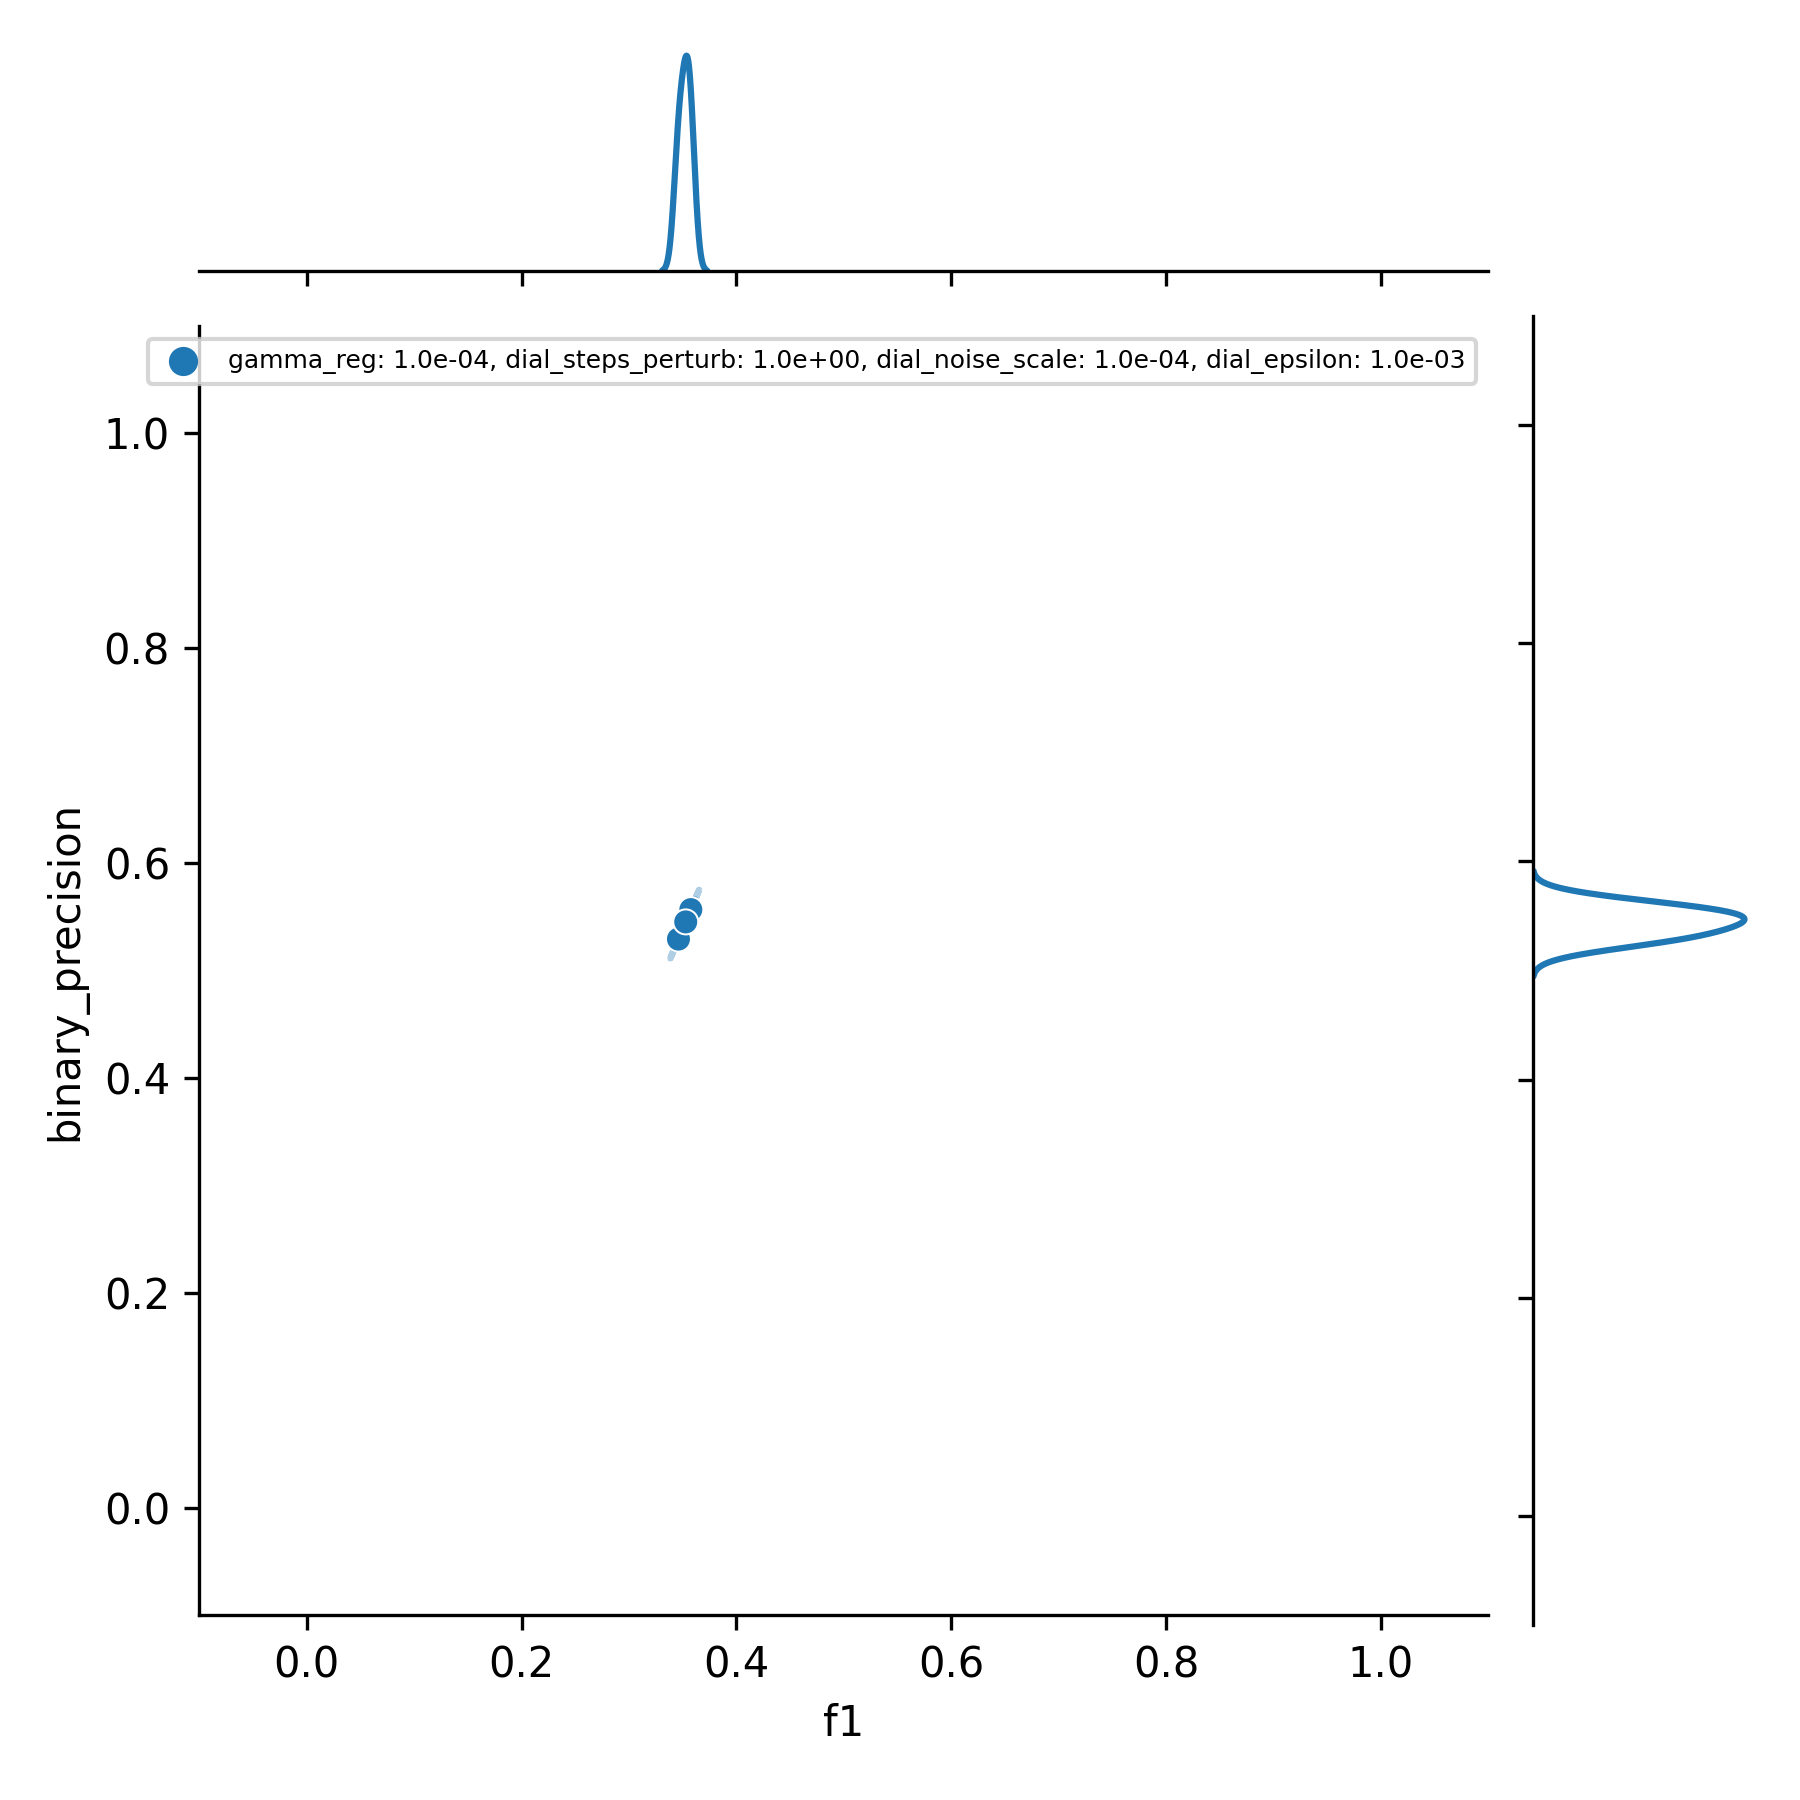 gamma_reg: 1.0e-04, dial_steps_perturb: 1.0e+00, dial_noise_scale: 1.0e-04, dial_epsilon: 1.0e-03
1.0
0.8
0.6
0.4
0.2
0.0
binary_precision
0.0 0.2 0.4 0.6 0.8 1.0
f1